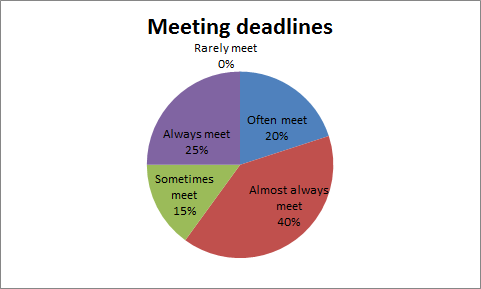 Meeting deadlines
Rarely meet
0%
Often meet
20%
Always meet
25%
Sometimes
meet
15%
Almost always
meet
40%